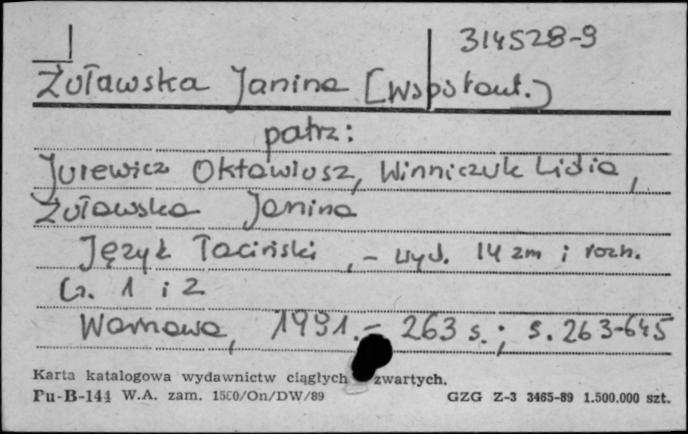 314528-9
Żuławska Janina [współaut.]
patrz:
Jurewicz Oktawiusz, Winniczuk Lidia,
Żuławska Janina
Język łaciński, - wyd. 14 zm i rozsz.
Cz. 1 i 2
Warszawa, 1991. - 263 s.; s. 263-645
Karta katalogowa wydawnictw ciągłych zwartych.
Pu-B-144 W.A. zam. 1500/On/DW/89 GZG Z-3 3465-89 1.500.000 szt.